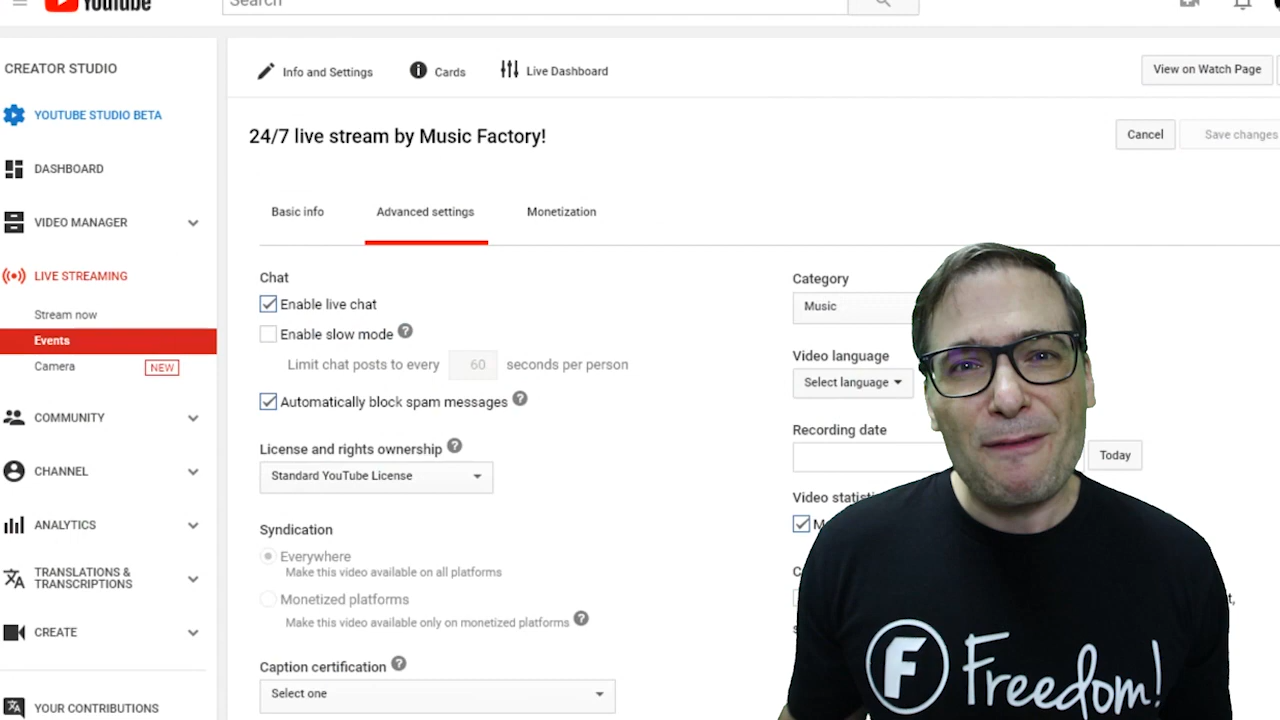 YouTube
Search
CREATOR STUDIO
YOUTUBE STUDIO BETA
DASHBOARD
VIDEO MANAGER
LIVE STREAMING
Stream now
Events
Camera
NEW
COMMUNITY
CHANNEL
ANALYTICS
TRANSLATIONS &
TRANSCRIPTIONS
CREATE
YOUR CONTRIBUTIONS
Info and Settings
Cards
Live Dashboard
View on Watch Page
24/7 live stream by Music Factory!
Cancel
Save changes
Basic info
Advanced settings
Monetization
Chat
Enable live chat
Enable slow mode ?
Limit chat posts to every 60 seconds per person
Automatically block spam messages ?
License and rights ownership ?
Standard YouTube License
Syndication
Everywhere
Make this video available on all platforms
Monetized platforms
Make this video available only on monetized platforms ?
Caption certification ?
Select one
Category
Music
Video language
Select language
Recording date
Today
Video
F Freedom!